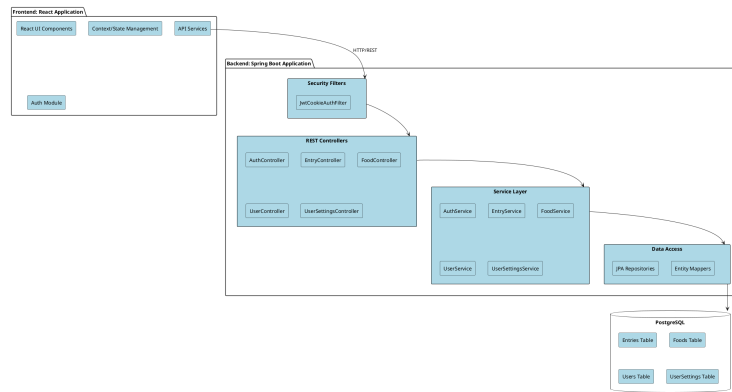 Frontend: React Application
React UI Components
Context/State Management
API Services
Auth Module
HTTP/REST
Backend: Spring Boot Application
Security Filters
JwtCookieAuthFilter
REST Controllers
AuthController
EntryController
FoodController
UserController
UserSettingsController
Service Layer
AuthService
EntryService
FoodService
UserService
UserSettingsService
Data Access
JPA Repositories
Entity Mappers
PostgreSQL
Entries Table
Foods Table
Users Table
UserSettings Table